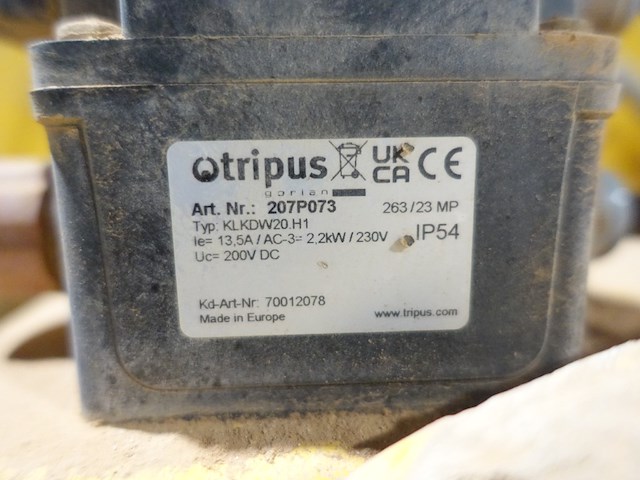 tripus UK CA CE
gorlan
Art. Nr.: 207P073 263/23 MP
Typ: KLKDW20.H1
Ie= 13,5A / AC-3= 2,2kW / 230V IP54
Uc= 200V DC
Kd-Art-Nr: 70012078
Made in Europe www.tripus.com